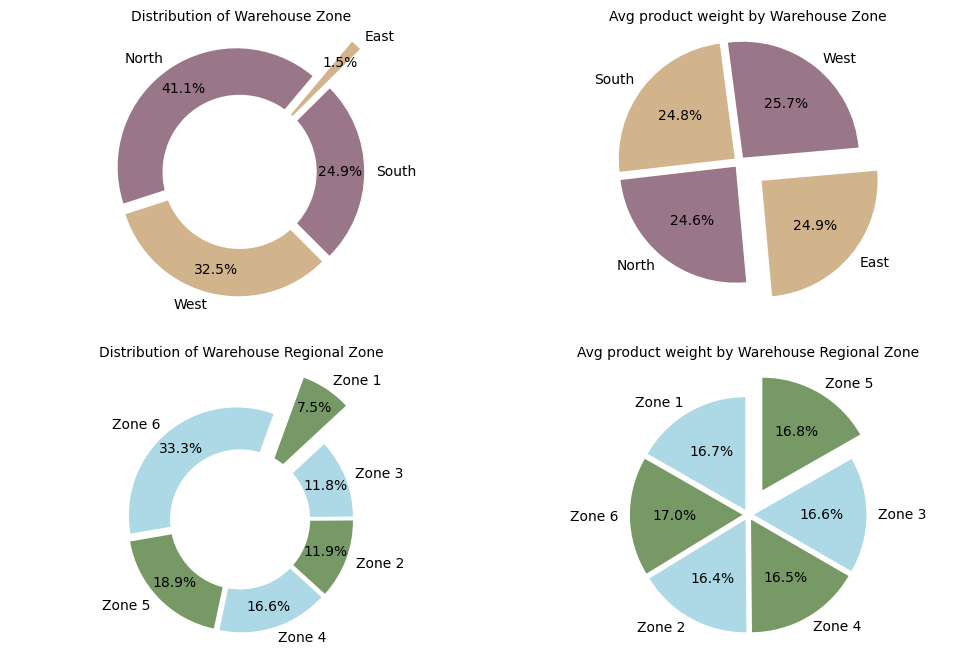 Distribution of Warehouse Zone
East
1.5%
North
41.1%
24.9%
South
32.5%
West
Avg product weight by Warehouse Zone
West
South
25.7%
24.8%
24.6%
24.9%
North
East
Distribution of Warehouse Regional Zone
Zone 1
7.5%
Zone 6
33.3%
Zone 3
11.8%
11.9%
Zone 2
18.9%
Zone 5
16.6%
Zone 4
Avg product weight by Warehouse Regional Zone
Zone 5
Zone 1
16.8%
16.7%
Zone 6
17.0%
16.6%
Zone 3
16.4%
16.5%
Zone 2
Zone 4